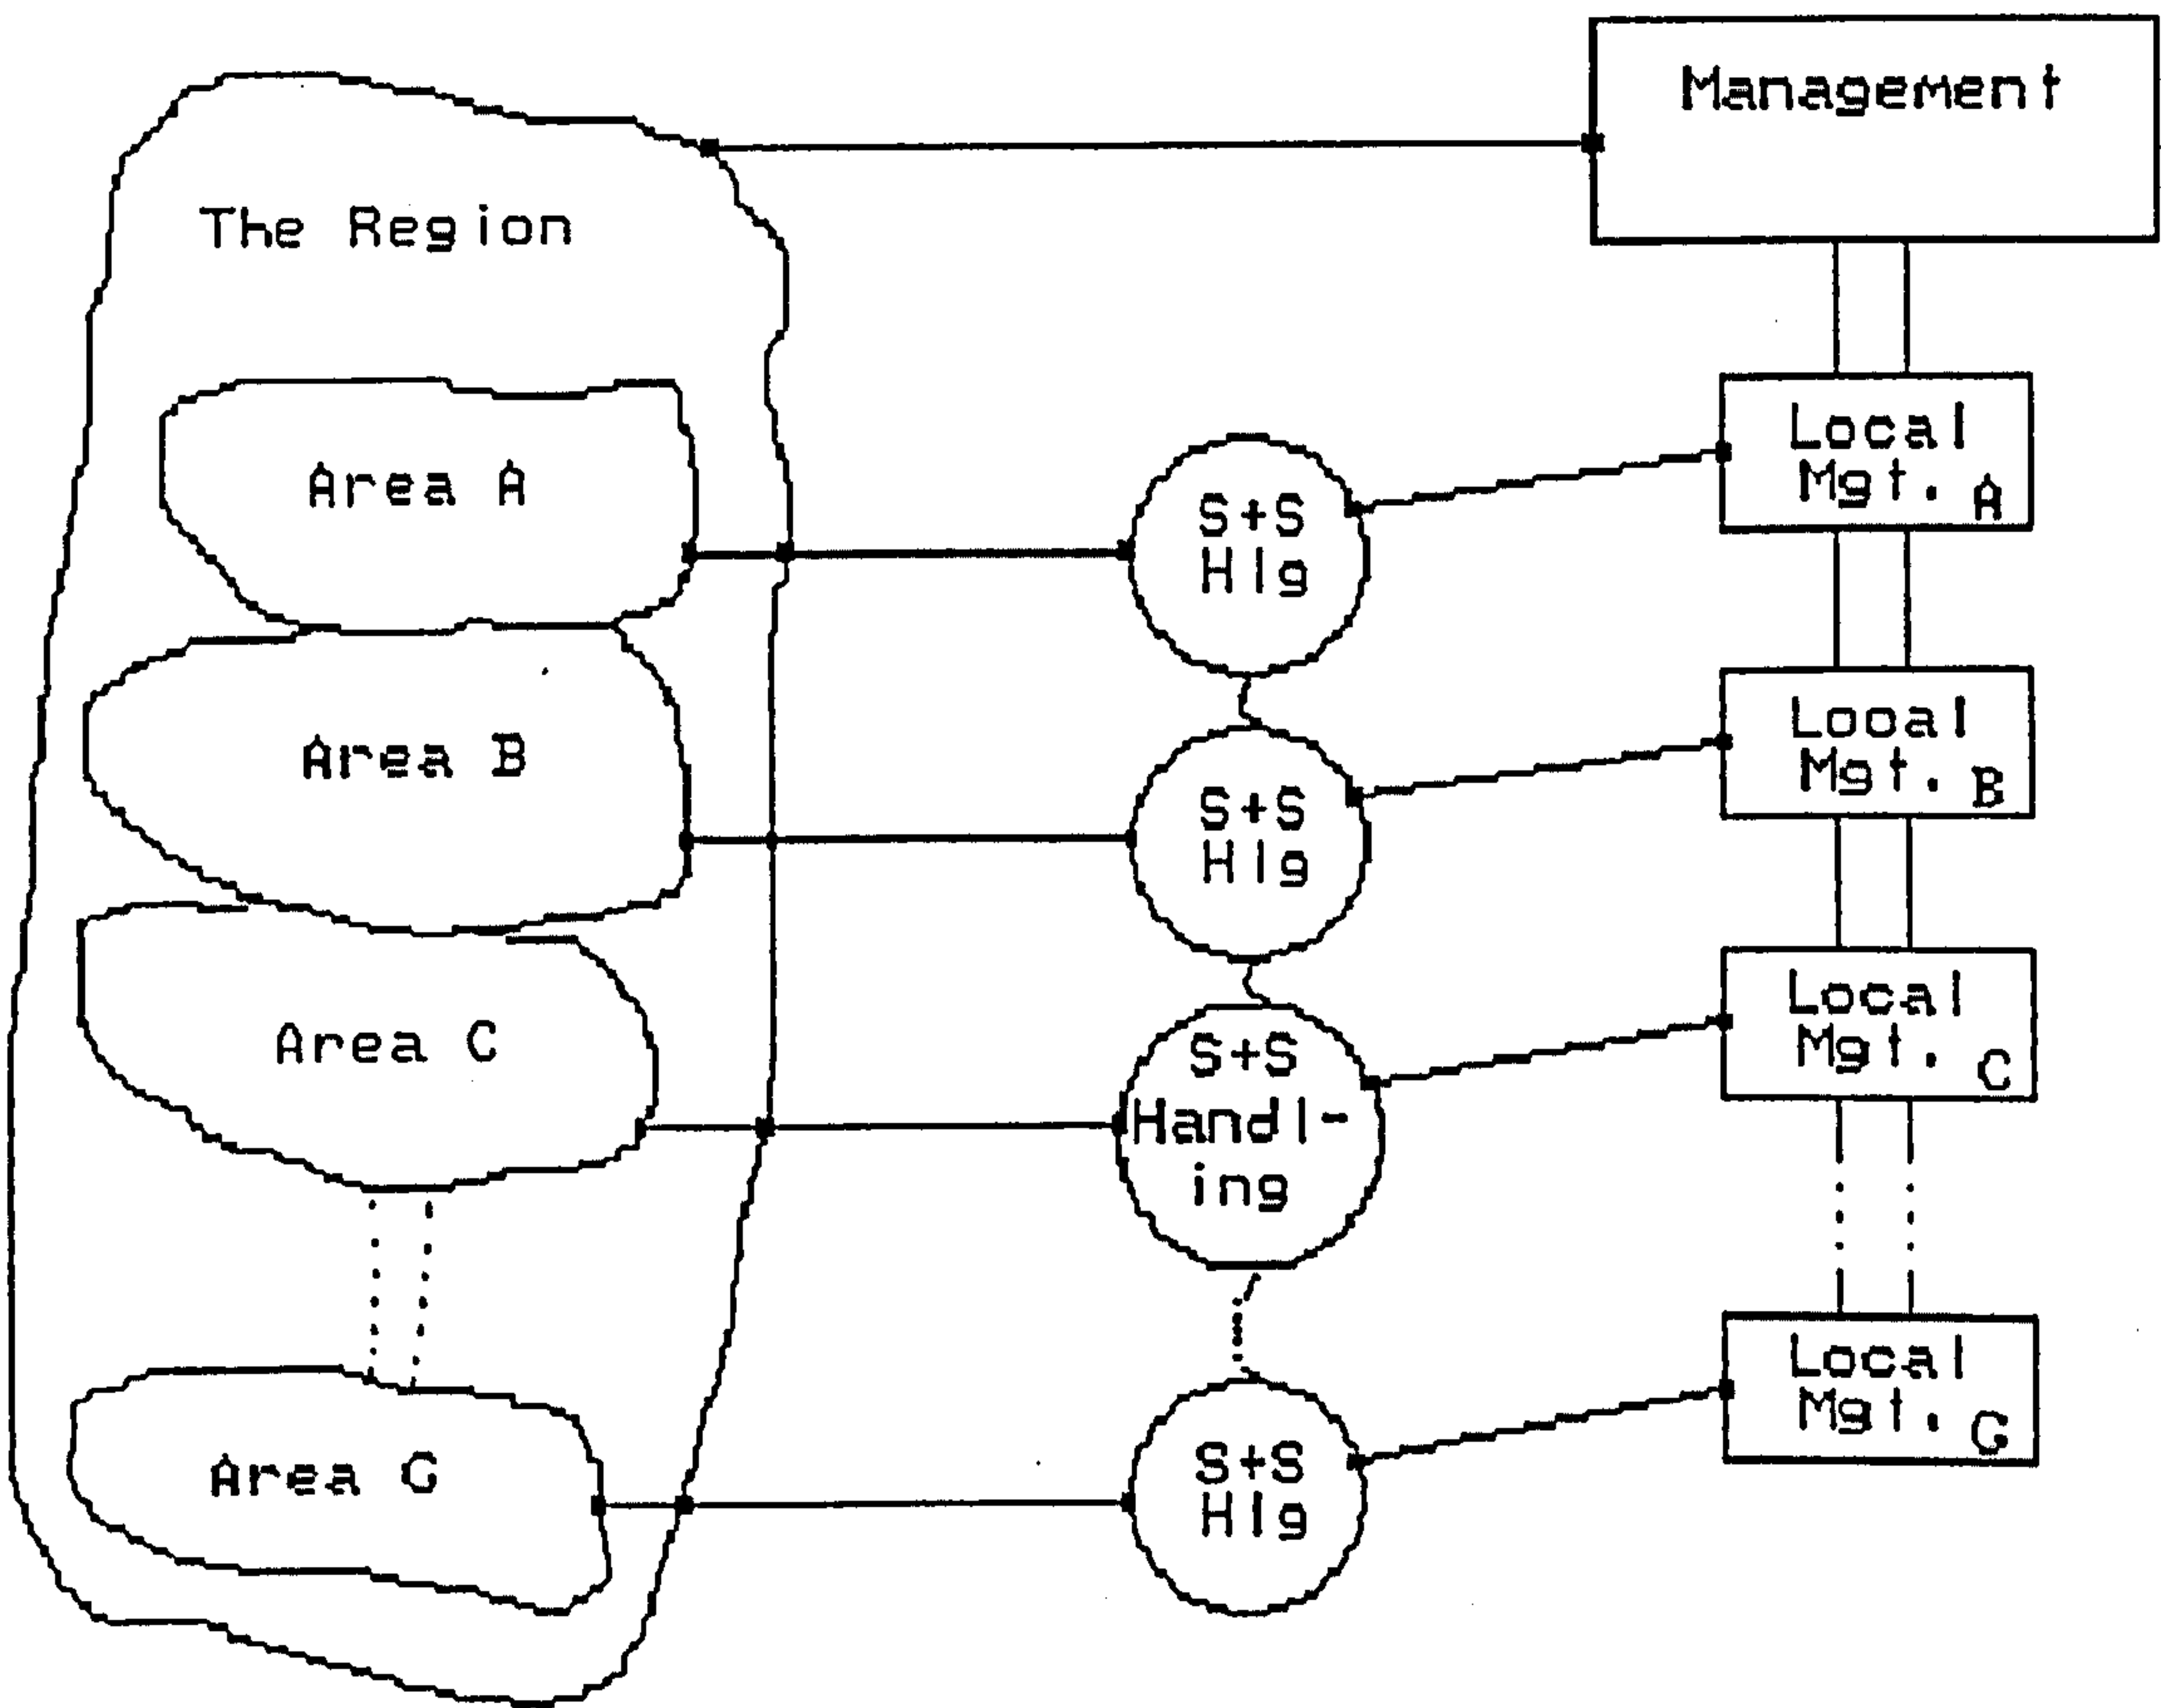 Management
The Region
Area A
S+S
Hlg
Local
Mgt. A
Area B
S+S
Hlg
Looal
Mgt. B
Area C
S+S
Handl-
ing
Local
Mgt. C
Area G
S+S
Hlg
Local
Mgt. G